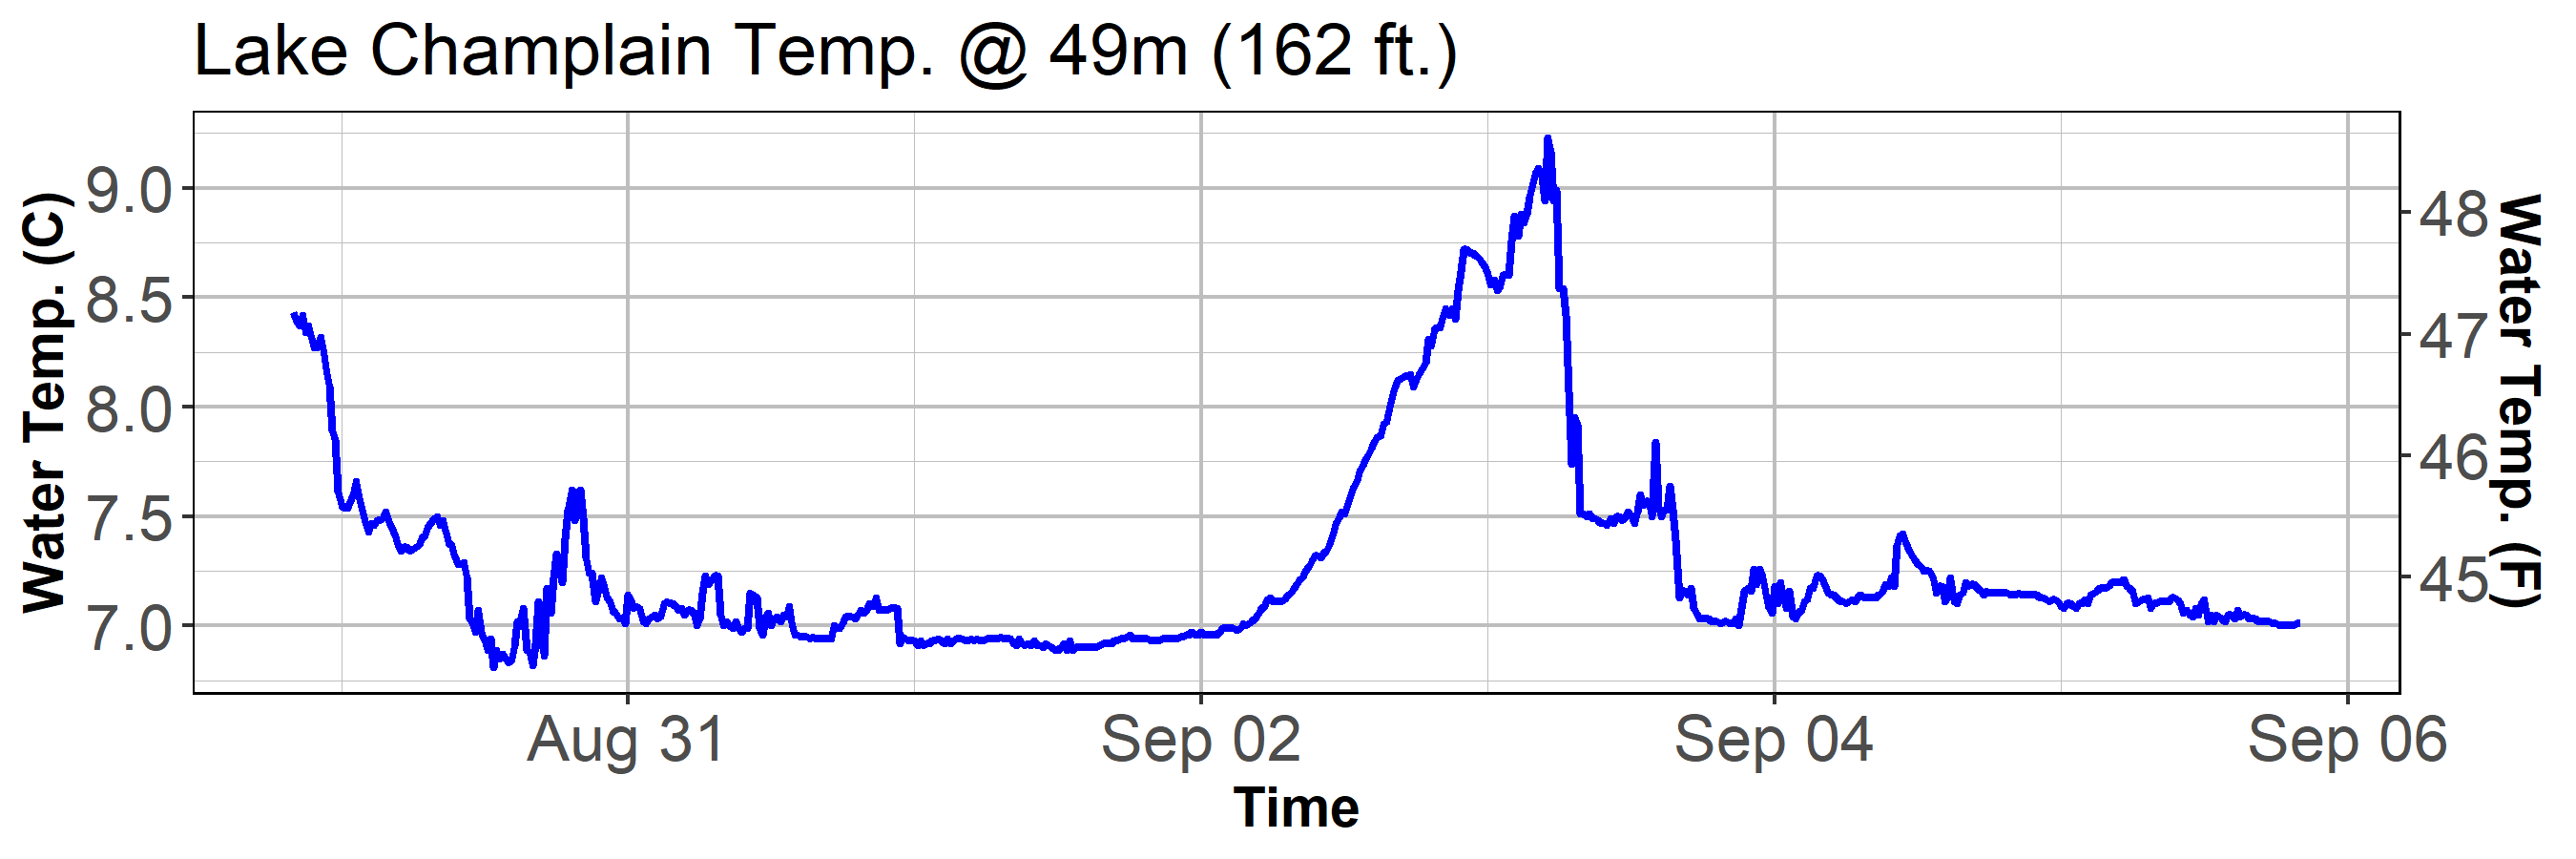 Lake Champlain Temp. @ 49m (162 ft.)
Water Temp. (C)
9.0
8.5
8.0
7.5
7.0
48
47
46
45
Water Temp. (F)
Aug 31
Sep 02
Sep 04
Sep 06
Time